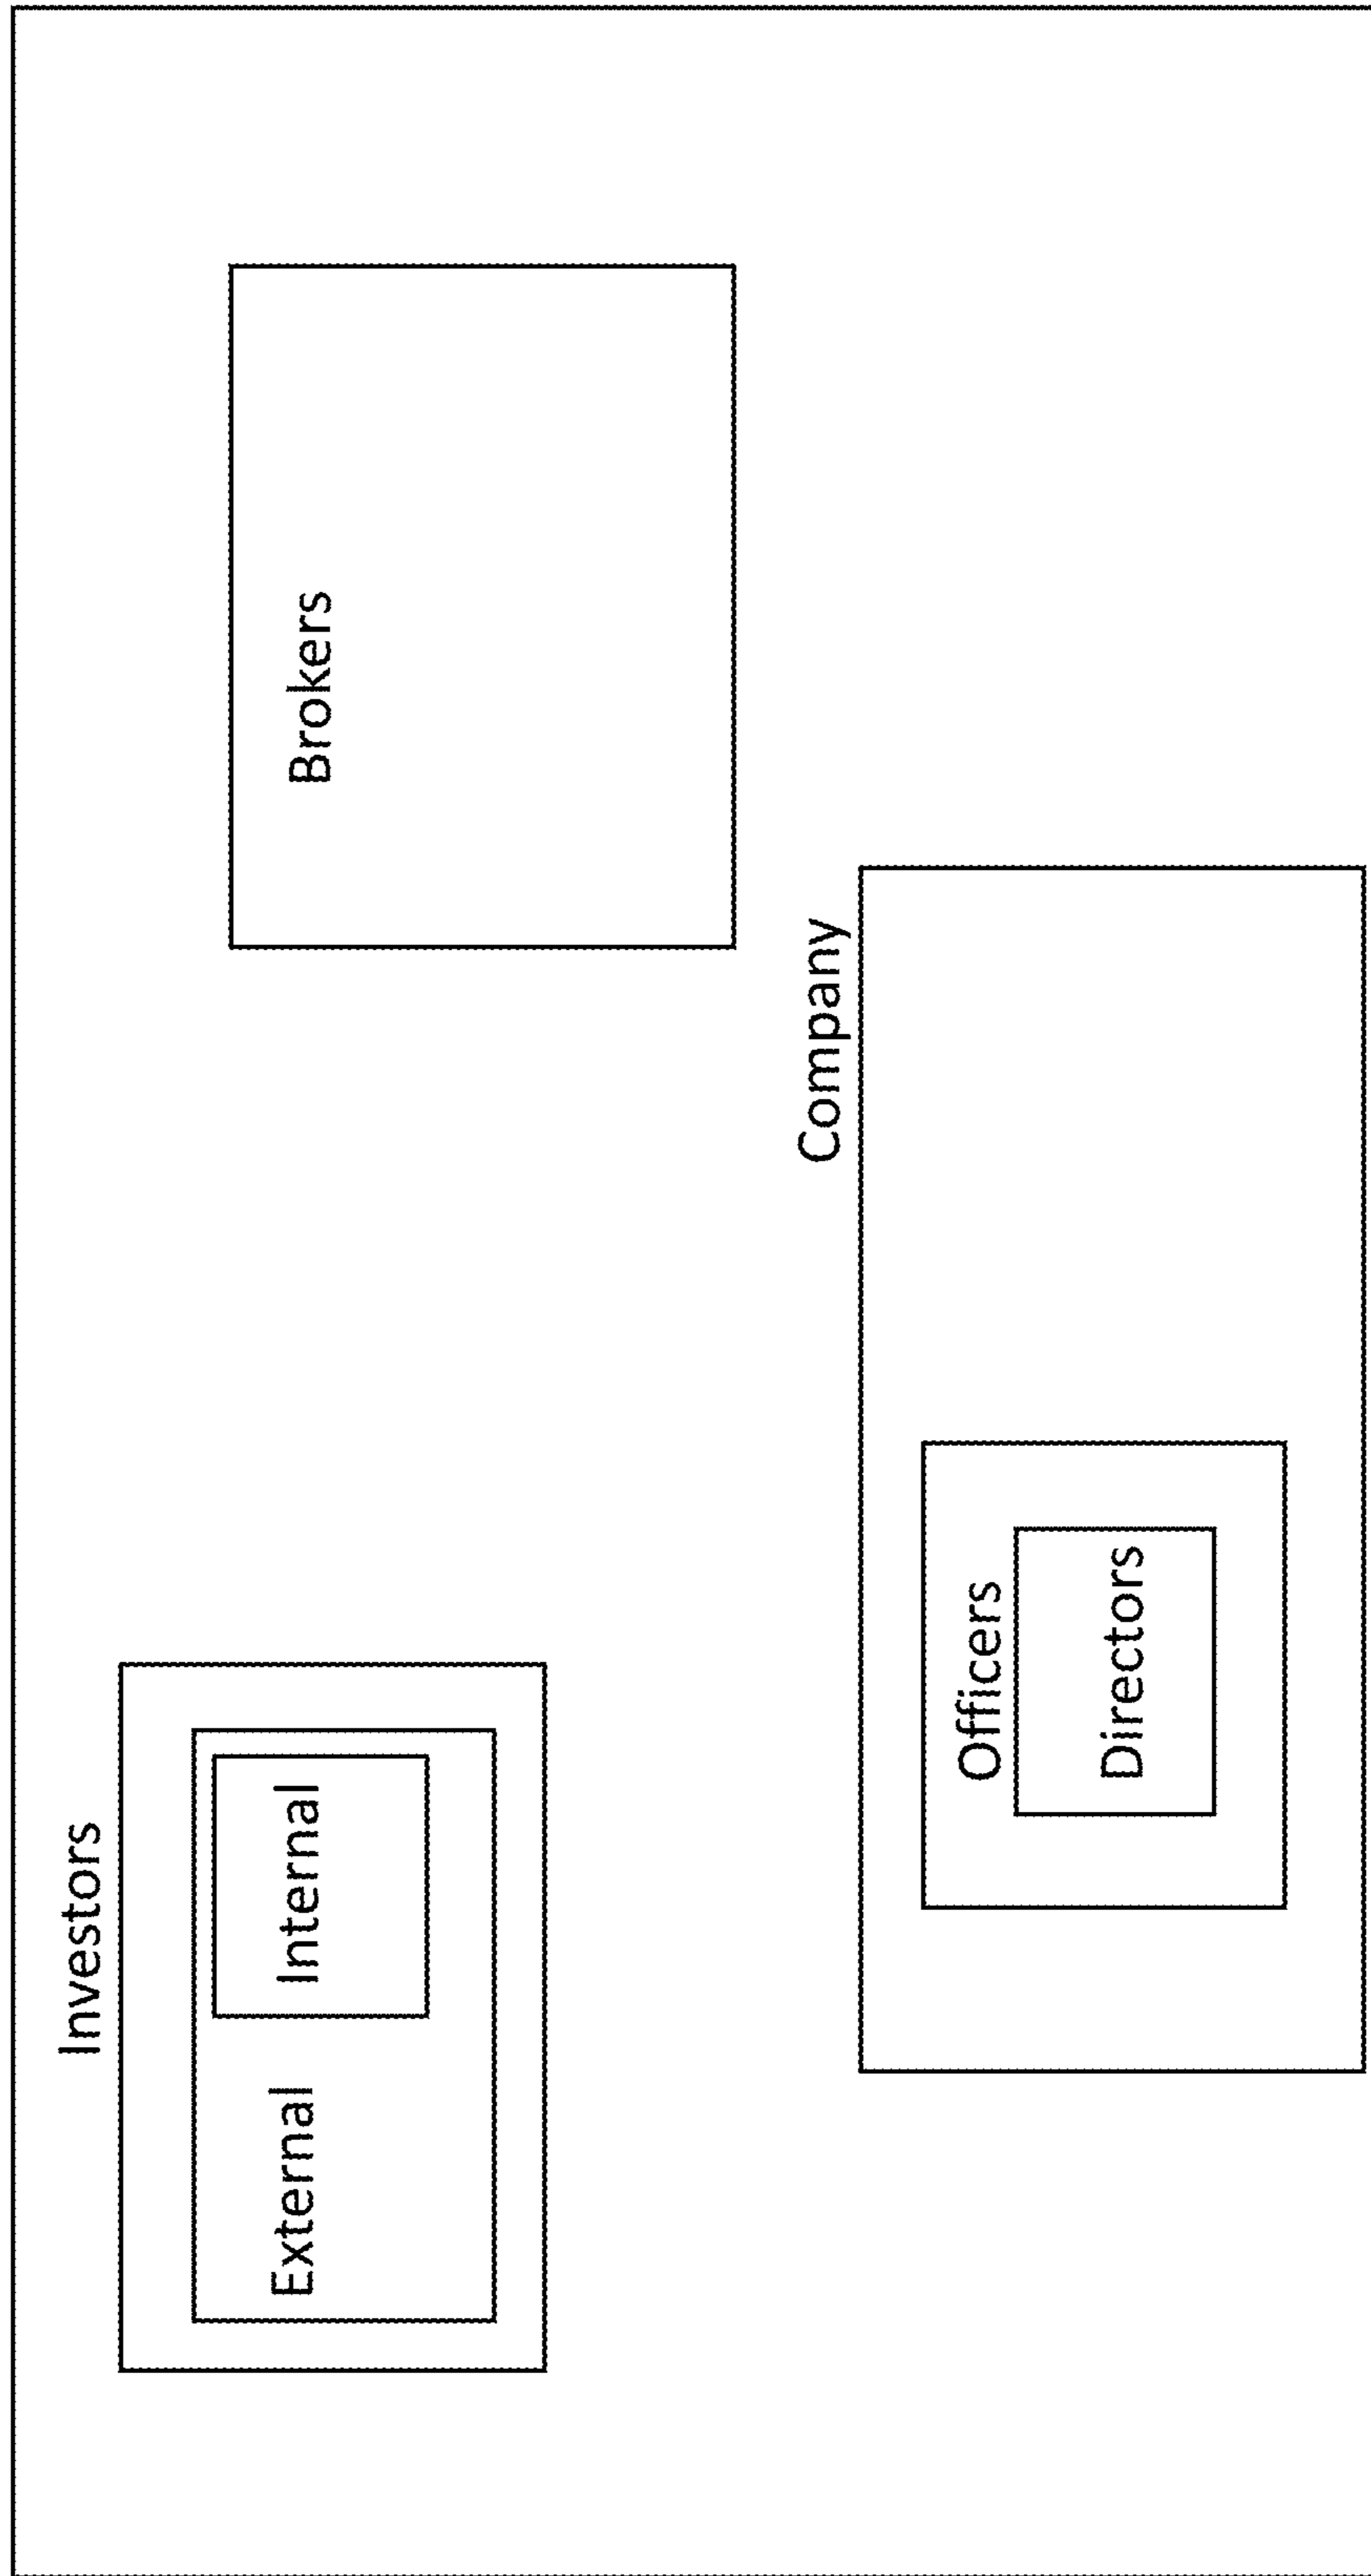 Investors
External
Internal
Brokers
Company
Officers
Directors